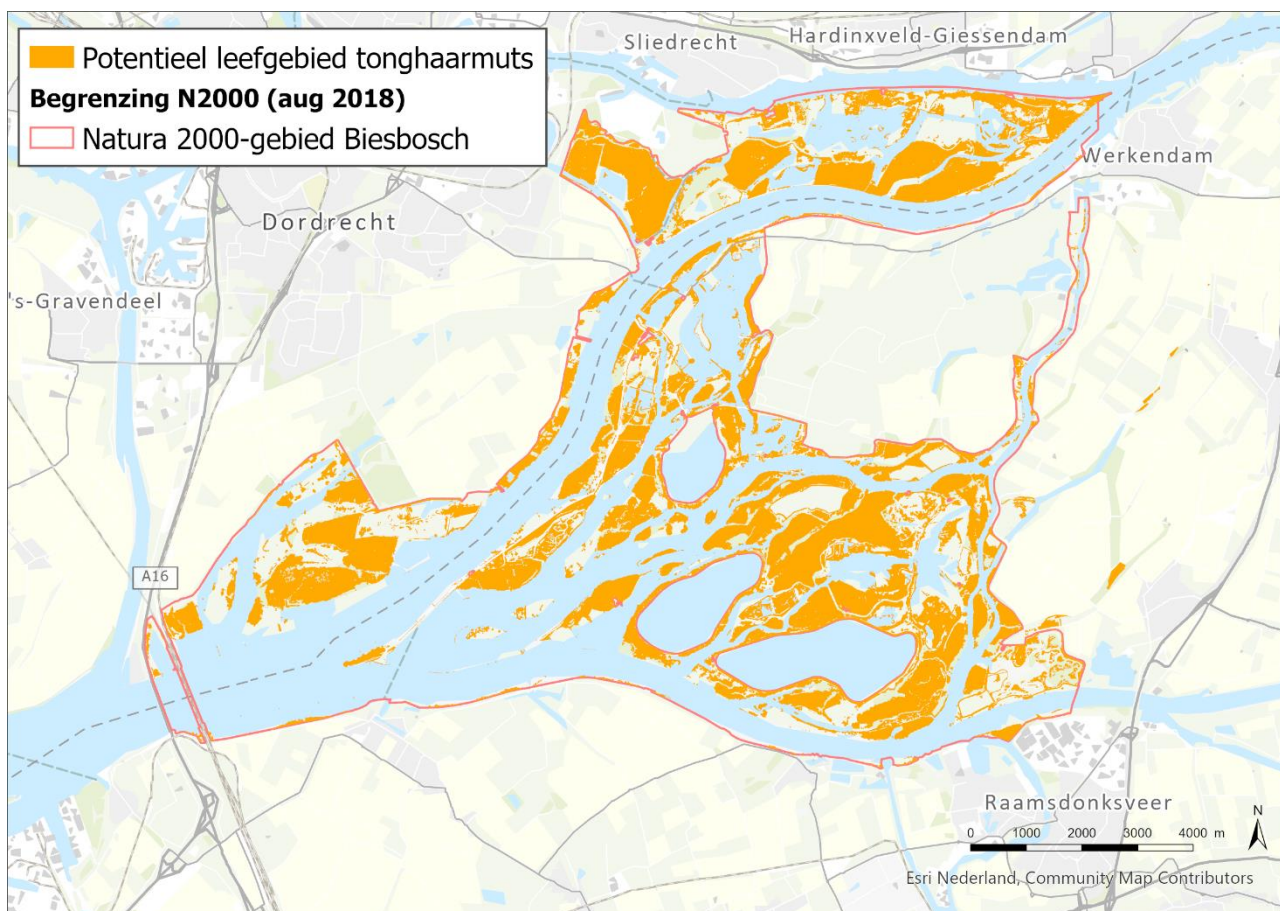 Potentieel leefgebied tonghaarmuts
Begrenzing N2000 (aug 2018)
Natura 2000-gebied Biesbosch
Sliedrecht
Hardinxveld-Giessendam
Werkendam
Dordrecht
's-Gravendeel
A16
Raamsdonksveer
0 1000 2000 3000 4000 m
N
Esri Nederland, Community Map Contributors